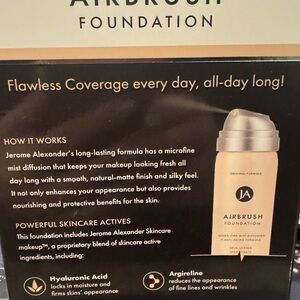 AIRBRUSH
FOUNDATION
Flawless Coverage every day, all-day long!
HOW IT WORKS
Jerome Alexander's long-lasting formula has a microfine
mist diffusion that keeps your makeup looking fresh all
day long with a smooth, natural-matte finish and silky feel.
It not only enhances your appearance but also provides
nourishing and protective benefits for the skin.
POWERFUL SKINCARE ACTIVES
This foundation includes Jerome Alexander Skincare
makeup™, a proprietary blend of skincare active
ingredients, including:
Hyaluronic Acid
locks in moisture and
firms skins' appearance
Argireline
reduces the appearance
of fine lines and wrinkles
ORIGINAL FORMULA
JA
AIRBRUSH
FOUNDATION